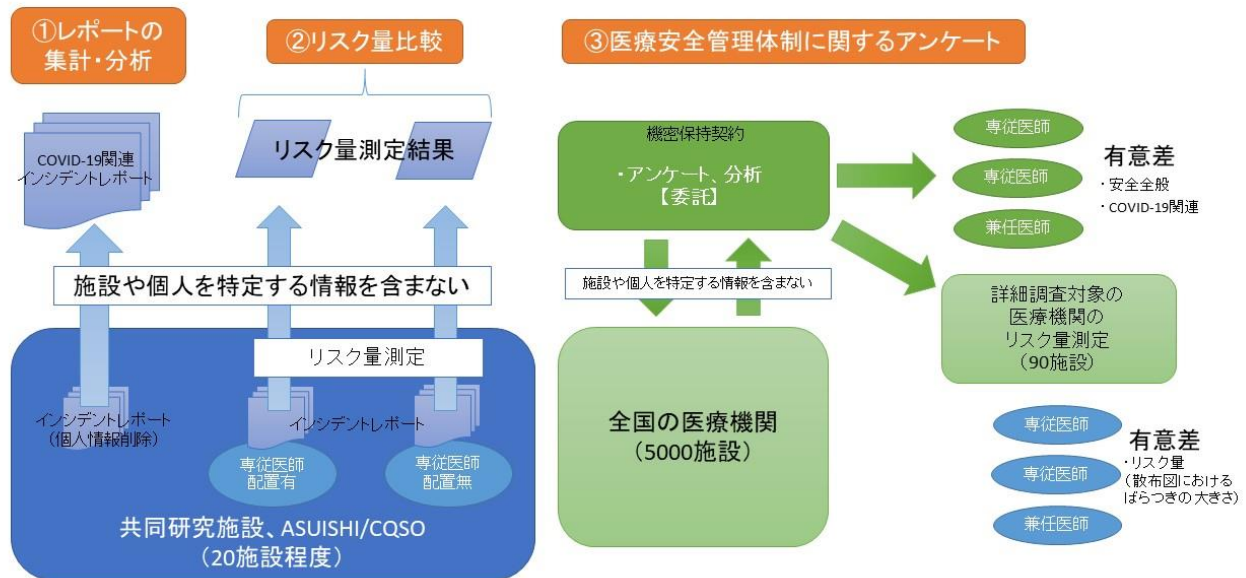 ①レポートの
集計・分析
②リスク量比較
③医療安全管理体制に関するアンケート
COVID-19関連
インシデントレポート
リスク量測定結果
施設や個人を特定する情報を含まない
リスク量測定
インシデントレポート
（個人情報削除）
インシデントレポート
専従医師
配置有
専従医師
配置無
共同研究施設、ASUISHI/CQSO
（20施設程度）
機密保持契約
・アンケート、分析
【委託】
施設や個人を特定する情報を含まない
全国の医療機関
（5000施設）
専従医師
専従医師
兼任医師
有意差
・安全全般
・COVID-19関連
詳細調査対象の
医療機関の
リスク量測定
（90施設）
専従医師
専従医師
兼任医師
有意差
・リスク量
（散布図における
ばらつきの大きさ）